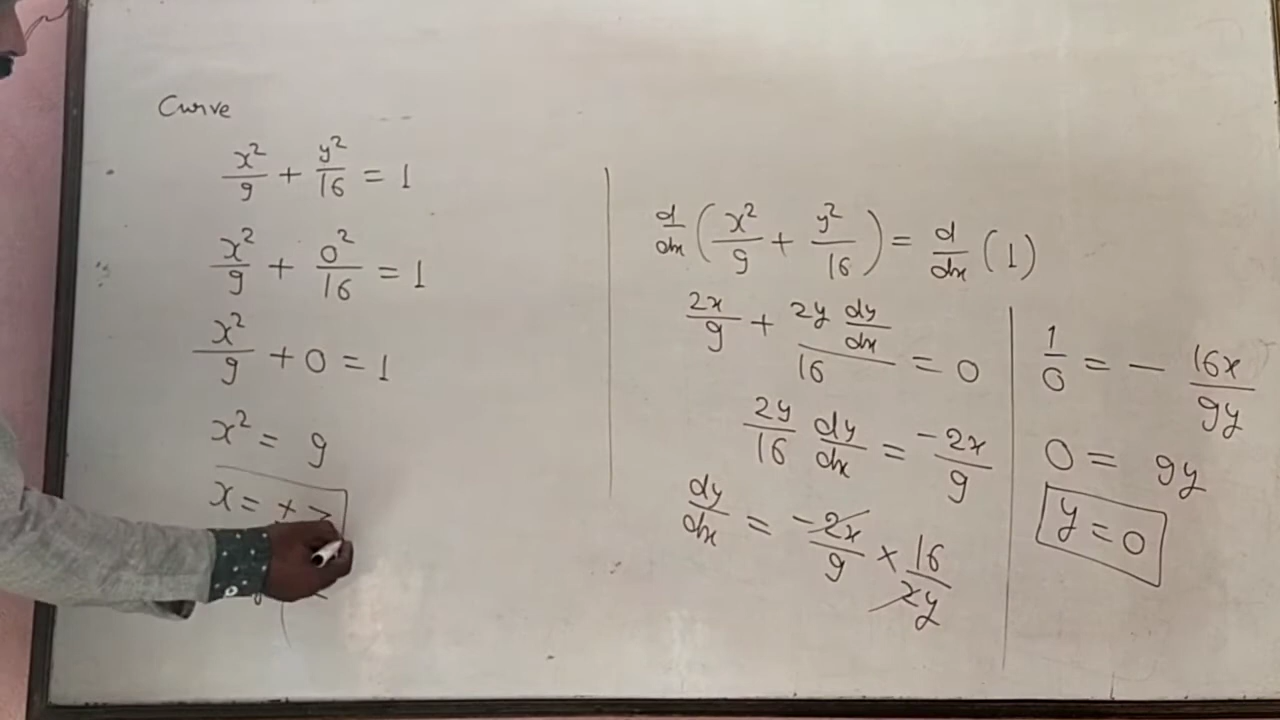 Curve
x²/9 + y²/16 = 1
x²/9 + 0²/16 = 1
x²/9 + 0 = 1
x² = 9
x = ±
d/dx (x²/9 + y²/16) = d/dx (1)
2x/9 + 2y dy/dx / 16 = 0
2y/16 dy/dx = -2x/9
dy/dx = -2x/9 × 16/2y
1/0 = - 16x/9y
0 = 9y
y = 0